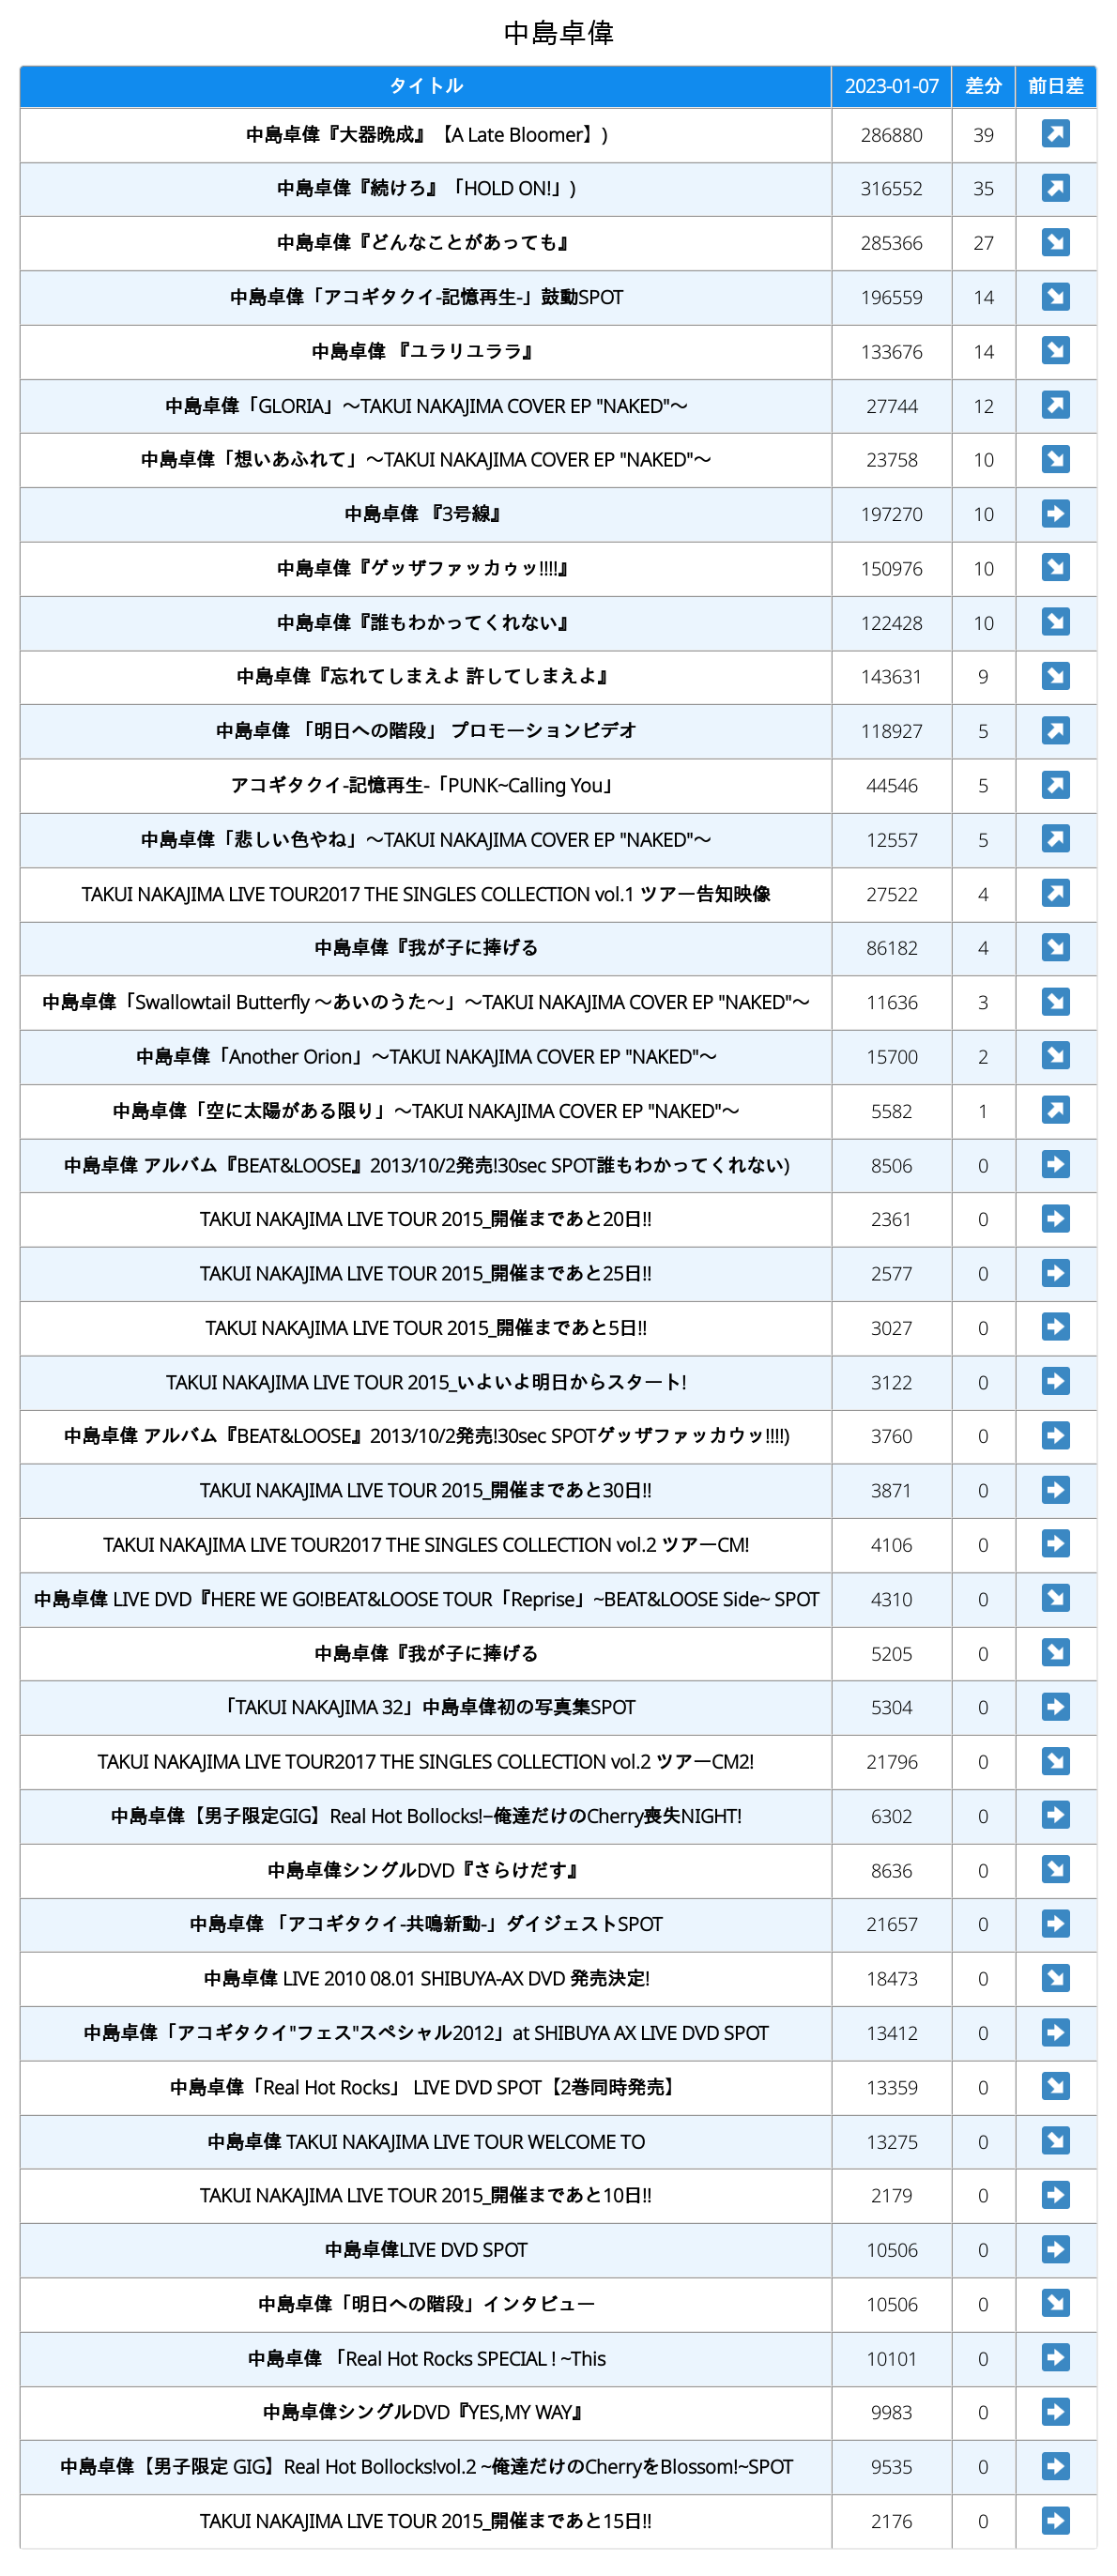 中島卓偉
タイトル 2023-01-07 差分 前日差
中島卓偉『大器晩成』【A Late Bloomer】) 286880 39 ↗
中島卓偉『続けろ』「HOLD ON!」) 316552 35 ↗
中島卓偉『どんなことがあっても』 285366 27 ↘
中島卓偉「アコギタクイ-記憶再生-」鼓動SPOT 196559 14 ↘
中島卓偉 『ユラリユララ』 133676 14 ↘
中島卓偉「GLORIA」～TAKUI NAKAJIMA COVER EP "NAKED"～ 27744 12 ↗
中島卓偉「想いあふれて」～TAKUI NAKAJIMA COVER EP "NAKED"～ 23758 10 ↘
中島卓偉 『3号線』 197270 10 ➡
中島卓偉『ゲッザファッカゥッ!!!!』 150976 10 ↘
中島卓偉『誰もわかってくれない』 122428 10 ↘
中島卓偉『忘れてしまえよ 許してしまえよ』 143631 9 ↘
中島卓偉 「明日への階段」 プロモーションビデオ 118927 5 ↗
アコギタクイ-記憶再生-「PUNK~Calling You」 44546 5 ↗
中島卓偉「悲しい色やね」～TAKUI NAKAJIMA COVER EP "NAKED"～ 12557 5 ↗
TAKUI NAKAJIMA LIVE TOUR2017 THE SINGLES COLLECTION vol.1 ツアー告知映像 27522 4 ↗
中島卓偉『我が子に捧げる 86182 4 ↘
中島卓偉「Swallowtail Butterfly ～あいのうた～」～TAKUI NAKAJIMA COVER EP "NAKED"～ 11636 3 ↘
中島卓偉「Another Orion」～TAKUI NAKAJIMA COVER EP "NAKED"～ 15700 2 ↘
中島卓偉「空に太陽がある限り」～TAKUI NAKAJIMA COVER EP "NAKED"～ 5582 1 ↗
中島卓偉 アルバム『BEAT&LOOSE』2013/10/2発売!30sec SPOT誰もわかってくれない) 8506 0 ➡
TAKUI NAKAJIMA LIVE TOUR 2015_開催まであと20日!! 2361 0 ➡
TAKUI NAKAJIMA LIVE TOUR 2015_開催まであと25日!! 2577 0 ➡
TAKUI NAKAJIMA LIVE TOUR 2015_開催まであと5日!! 3027 0 ➡
TAKUI NAKAJIMA LIVE TOUR 2015_いよいよ明日からスタート! 3122 0 ➡
中島卓偉 アルバム『BEAT&LOOSE』2013/10/2発売!30sec SPOTゲッザファッカウッ!!!!) 3760 0 ➡
TAKUI NAKAJIMA LIVE TOUR 2015_開催まであと30日!! 3871 0 ➡
TAKUI NAKAJIMA LIVE TOUR2017 THE SINGLES COLLECTION vol.2 ツアーCM! 4106 0 ➡
中島卓偉 LIVE DVD『HERE WE GO!BEAT&LOOSE TOUR「Reprise」~BEAT&LOOSE Side~ SPOT 4310 0 ↘
中島卓偉『我が子に捧げる 5205 0 ↘
「TAKUI NAKAJIMA 32」中島卓偉初の写真集SPOT 5304 0 ➡
TAKUI NAKAJIMA LIVE TOUR2017 THE SINGLES COLLECTION vol.2 ツアーCM2! 21796 0 ↘
中島卓偉【男子限定GIG】Real Hot Bollocks!–俺達だけのCherry喪失NIGHT! 6302 0 ➡
中島卓偉シングルDVD『さらけだす』 8636 0 ↘
中島卓偉 「アコギタクイ-共鳴新動-」ダイジェストSPOT 21657 0 ➡
中島卓偉 LIVE 2010 08.01 SHIBUYA-AX DVD 発売決定! 18473 0 ↘
中島卓偉「アコギタクイ"フェス"スペシャル2012」at SHIBUYA AX LIVE DVD SPOT 13412 0 ➡
中島卓偉「Real Hot Rocks」 LIVE DVD SPOT【2巻同時発売】 13359 0 ↘
中島卓偉 TAKUI NAKAJIMA LIVE TOUR WELCOME TO 13275 0 ↘
TAKUI NAKAJIMA LIVE TOUR 2015_開催まであと10日!! 2179 0 ➡
中島卓偉LIVE DVD SPOT 10506 0 ➡
中島卓偉「明日への階段」インタビュー 10506 0 ↘
中島卓偉 「Real Hot Rocks SPECIAL ! ~This 10101 0 ➡
中島卓偉シングルDVD『YES,MY WAY』 9983 0 ➡
中島卓偉【男子限定 GIG】Real Hot Bollocks!vol.2 ~俺達だけのCherryをBlossom!~SPOT 9535 0 ➡
TAKUI NAKAJIMA LIVE TOUR 2015_開催まであと15日!! 2176 0 ➡